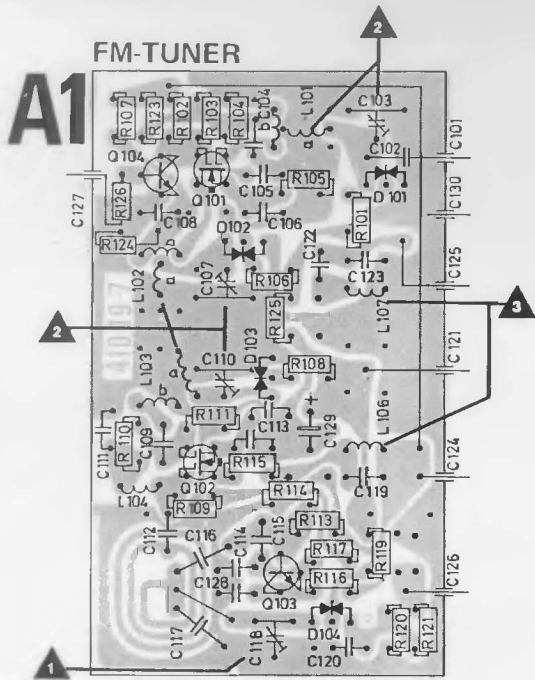 2
FM-TUNER
A1
R107
R123
R102
R103
R104
C104
b
L101
a
C103
C102
C101
Q104
Q101
C105
R105
D101
C130
C127
R126
C108
C106
R101
R124
D102
C122
C125
b
L102
a
C107
R106
C123
L107
3
R125
410197
2
D103
C121
L103
a
C110
R108
b
L106
R111
C113
+
C129
C111
R110
C109
R115
C124
Q102
C119
L104
R114
R109
R113
C112
C116
C114
C115
R117
R119
C128
R116
C126
Q103
C117
C118
D104
R120
R121
C120
1